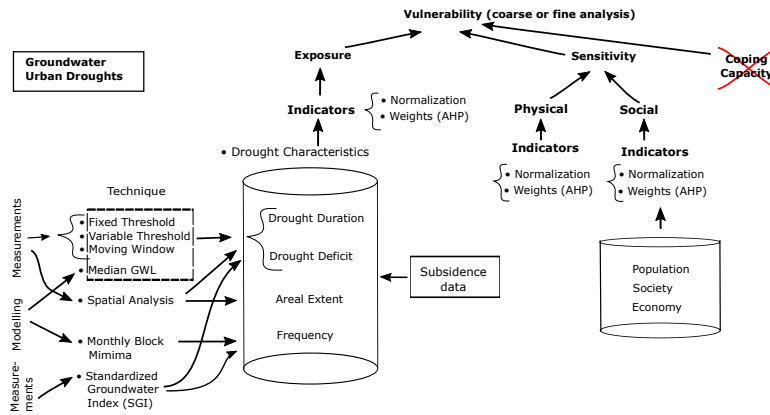 Vulnerability (coarse or fine analysis)
Groundwater
Urban Droughts
Exposure
Sensitivity
Coping
Capacity
Indicators
• Normalization
• Weights (AHP)
Physical
Social
Indicators
Indicators
• Drought Characteristics
• Normalization
• Weights (AHP)
• Normalization
• Weights (AHP)
Technique
Measurements
• Fixed Threshold
• Variable Threshold
• Moving Window
• Median GWL
Drought Duration
Drought Deficit
Subsidence
data
Population
Society
Economy
• Spatial Analysis
Areal Extent
Modelling
• Monthly Block
Mimima
Frequency
Measure-
ments
• Standardized
Groundwater
Index (SGI)